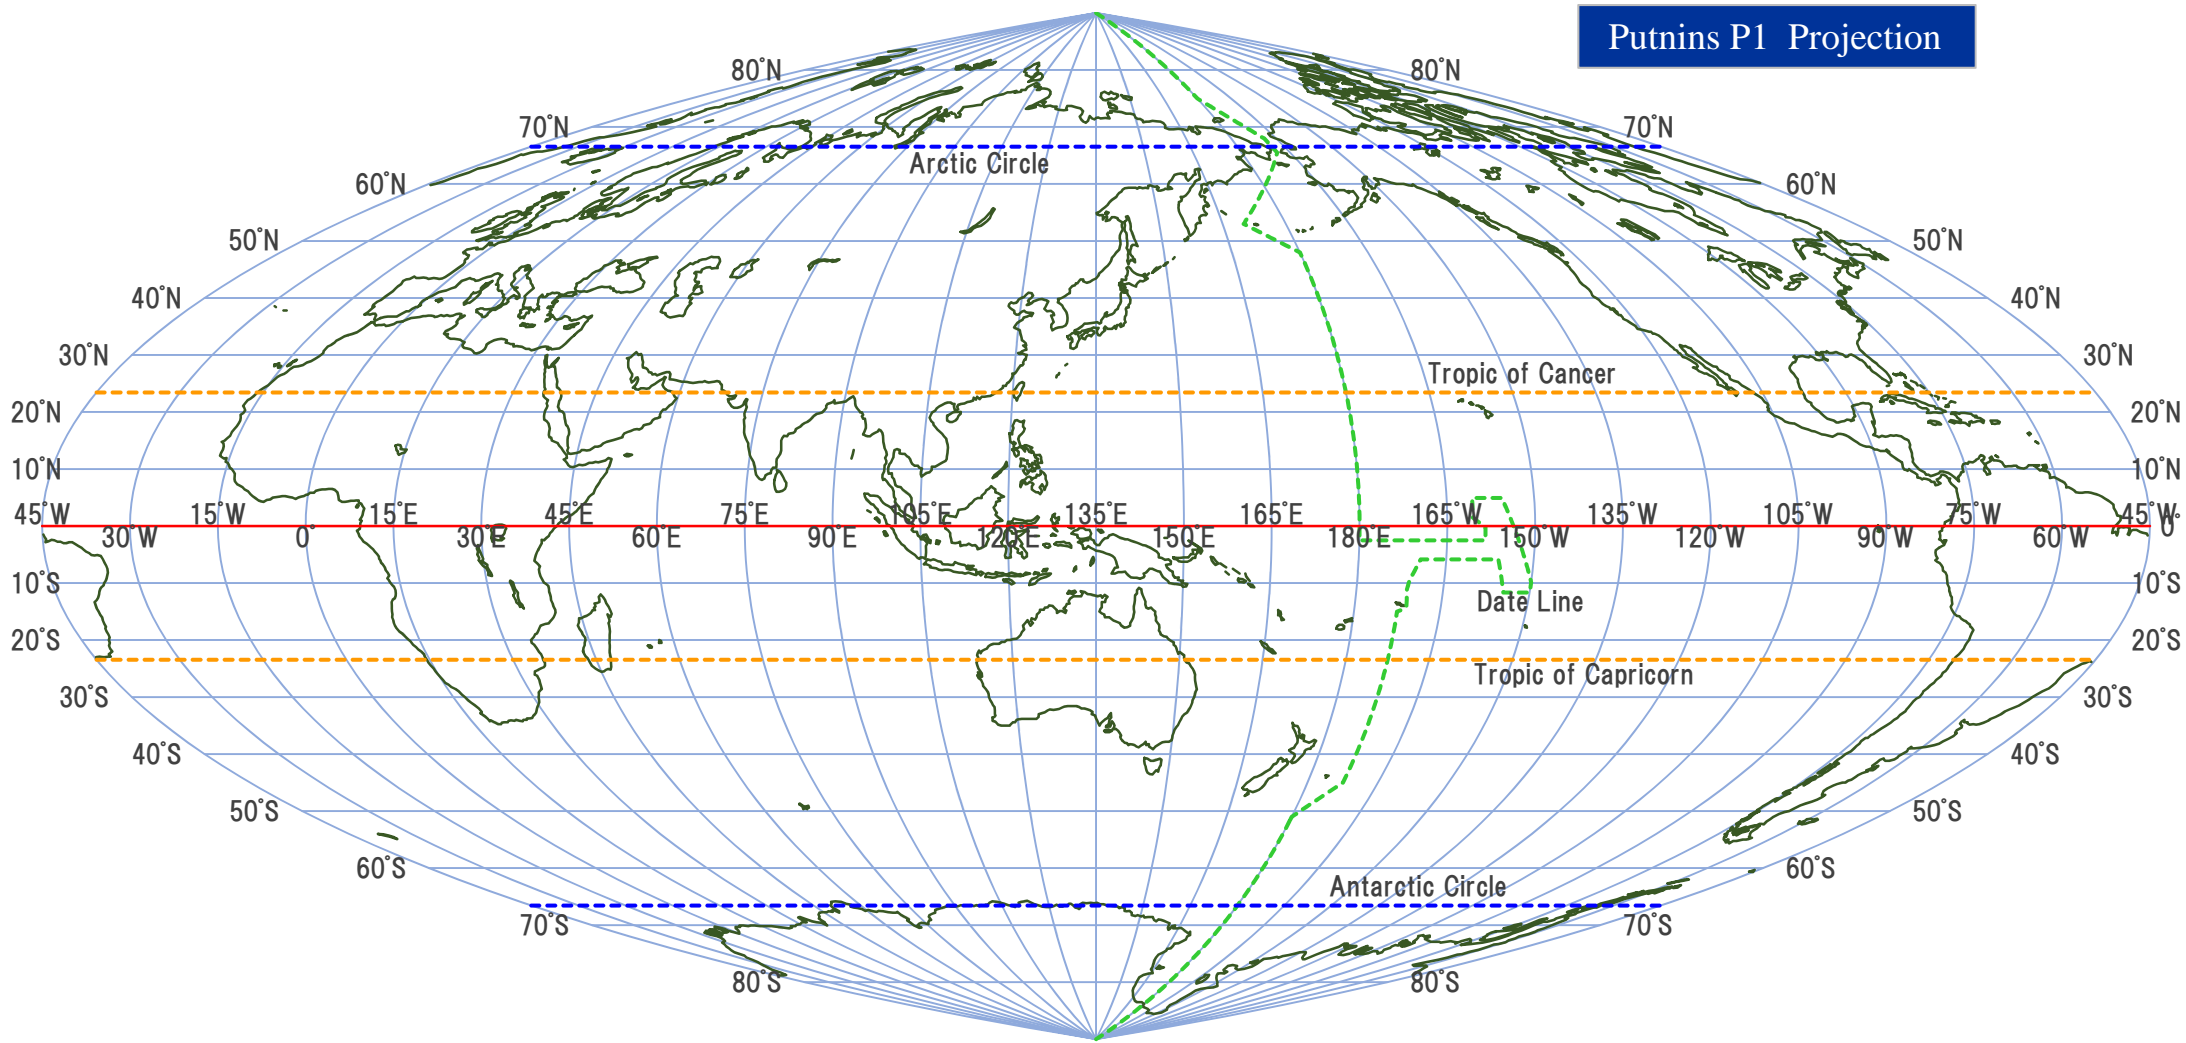 Putnins P1 Projection
80°N 80°N
70°N 70°N
Arctic Circle
60°N 60°N
50°N 50°N
40°N 40°N
30°N 30°N
Tropic of Cancer
20°N 20°N
10°N 10°N
45°W 15°W 15°E 45°E 75°E 105°E 135°E 165°E 165°W 135°W 105°W 75°W 45°W
0°
30°W 0° 30°E 60°E 90°E 120°E 150°E 180°E 150°W 120°W 90°W 60°W
10°S 10°S
Date Line
20°S 20°S
Tropic of Capricorn
30°S 30°S
40°S 40°S
50°S 50°S
60°S 60°S
Antarctic Circle
70°S 70°S
80°S 80°S